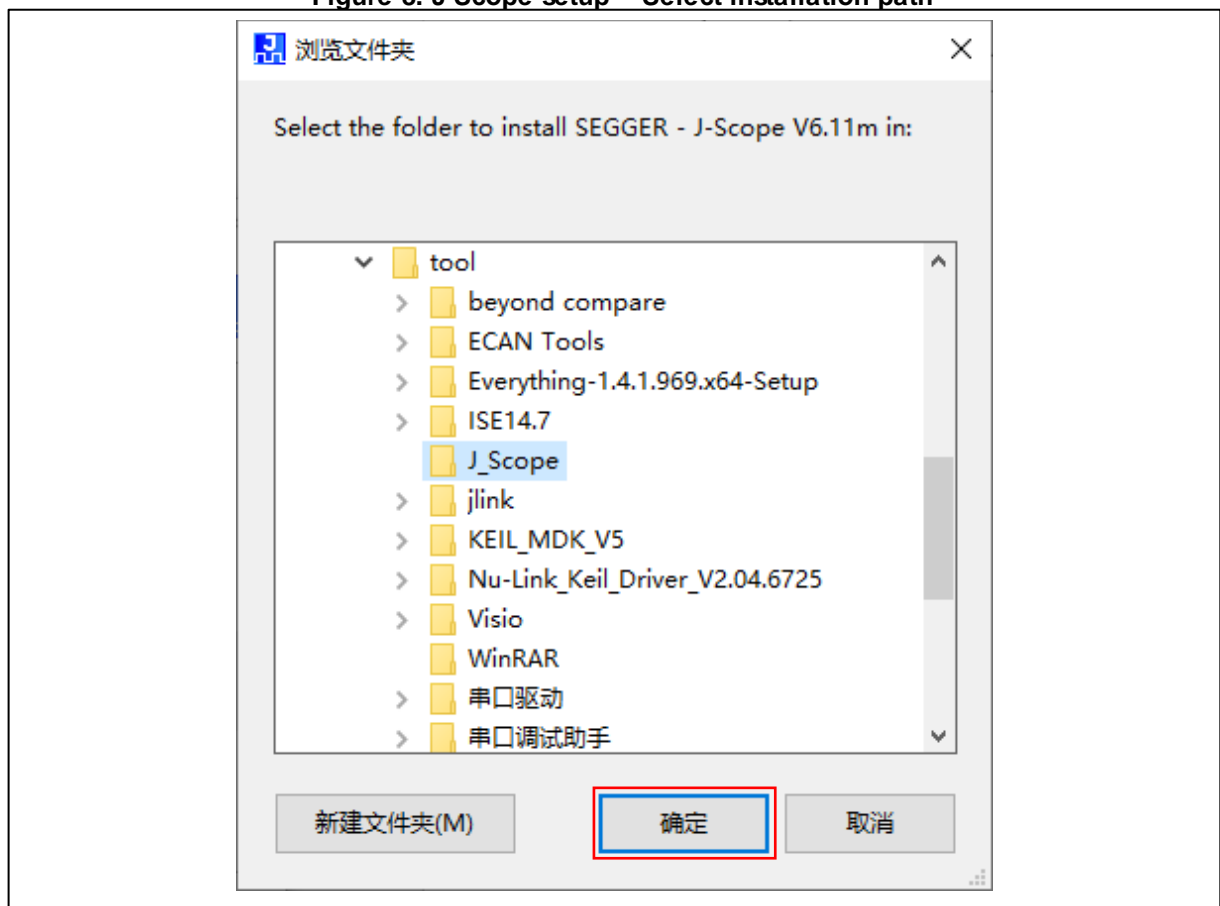 浏览文件夹
Select the folder to install SEGGER - J-Scope V6.11m in:
tool
beyond compare
ECAN Tools
Everything-1.4.1.969.x64-Setup
ISE14.7
J_Scope
jlink
KEIL_MDK_V5
Nu-Link_Keil_Driver_V2.04.6725
Visio
WinRAR
串口驱动
串口调试助手
新建文件夹(M)
确定
取消